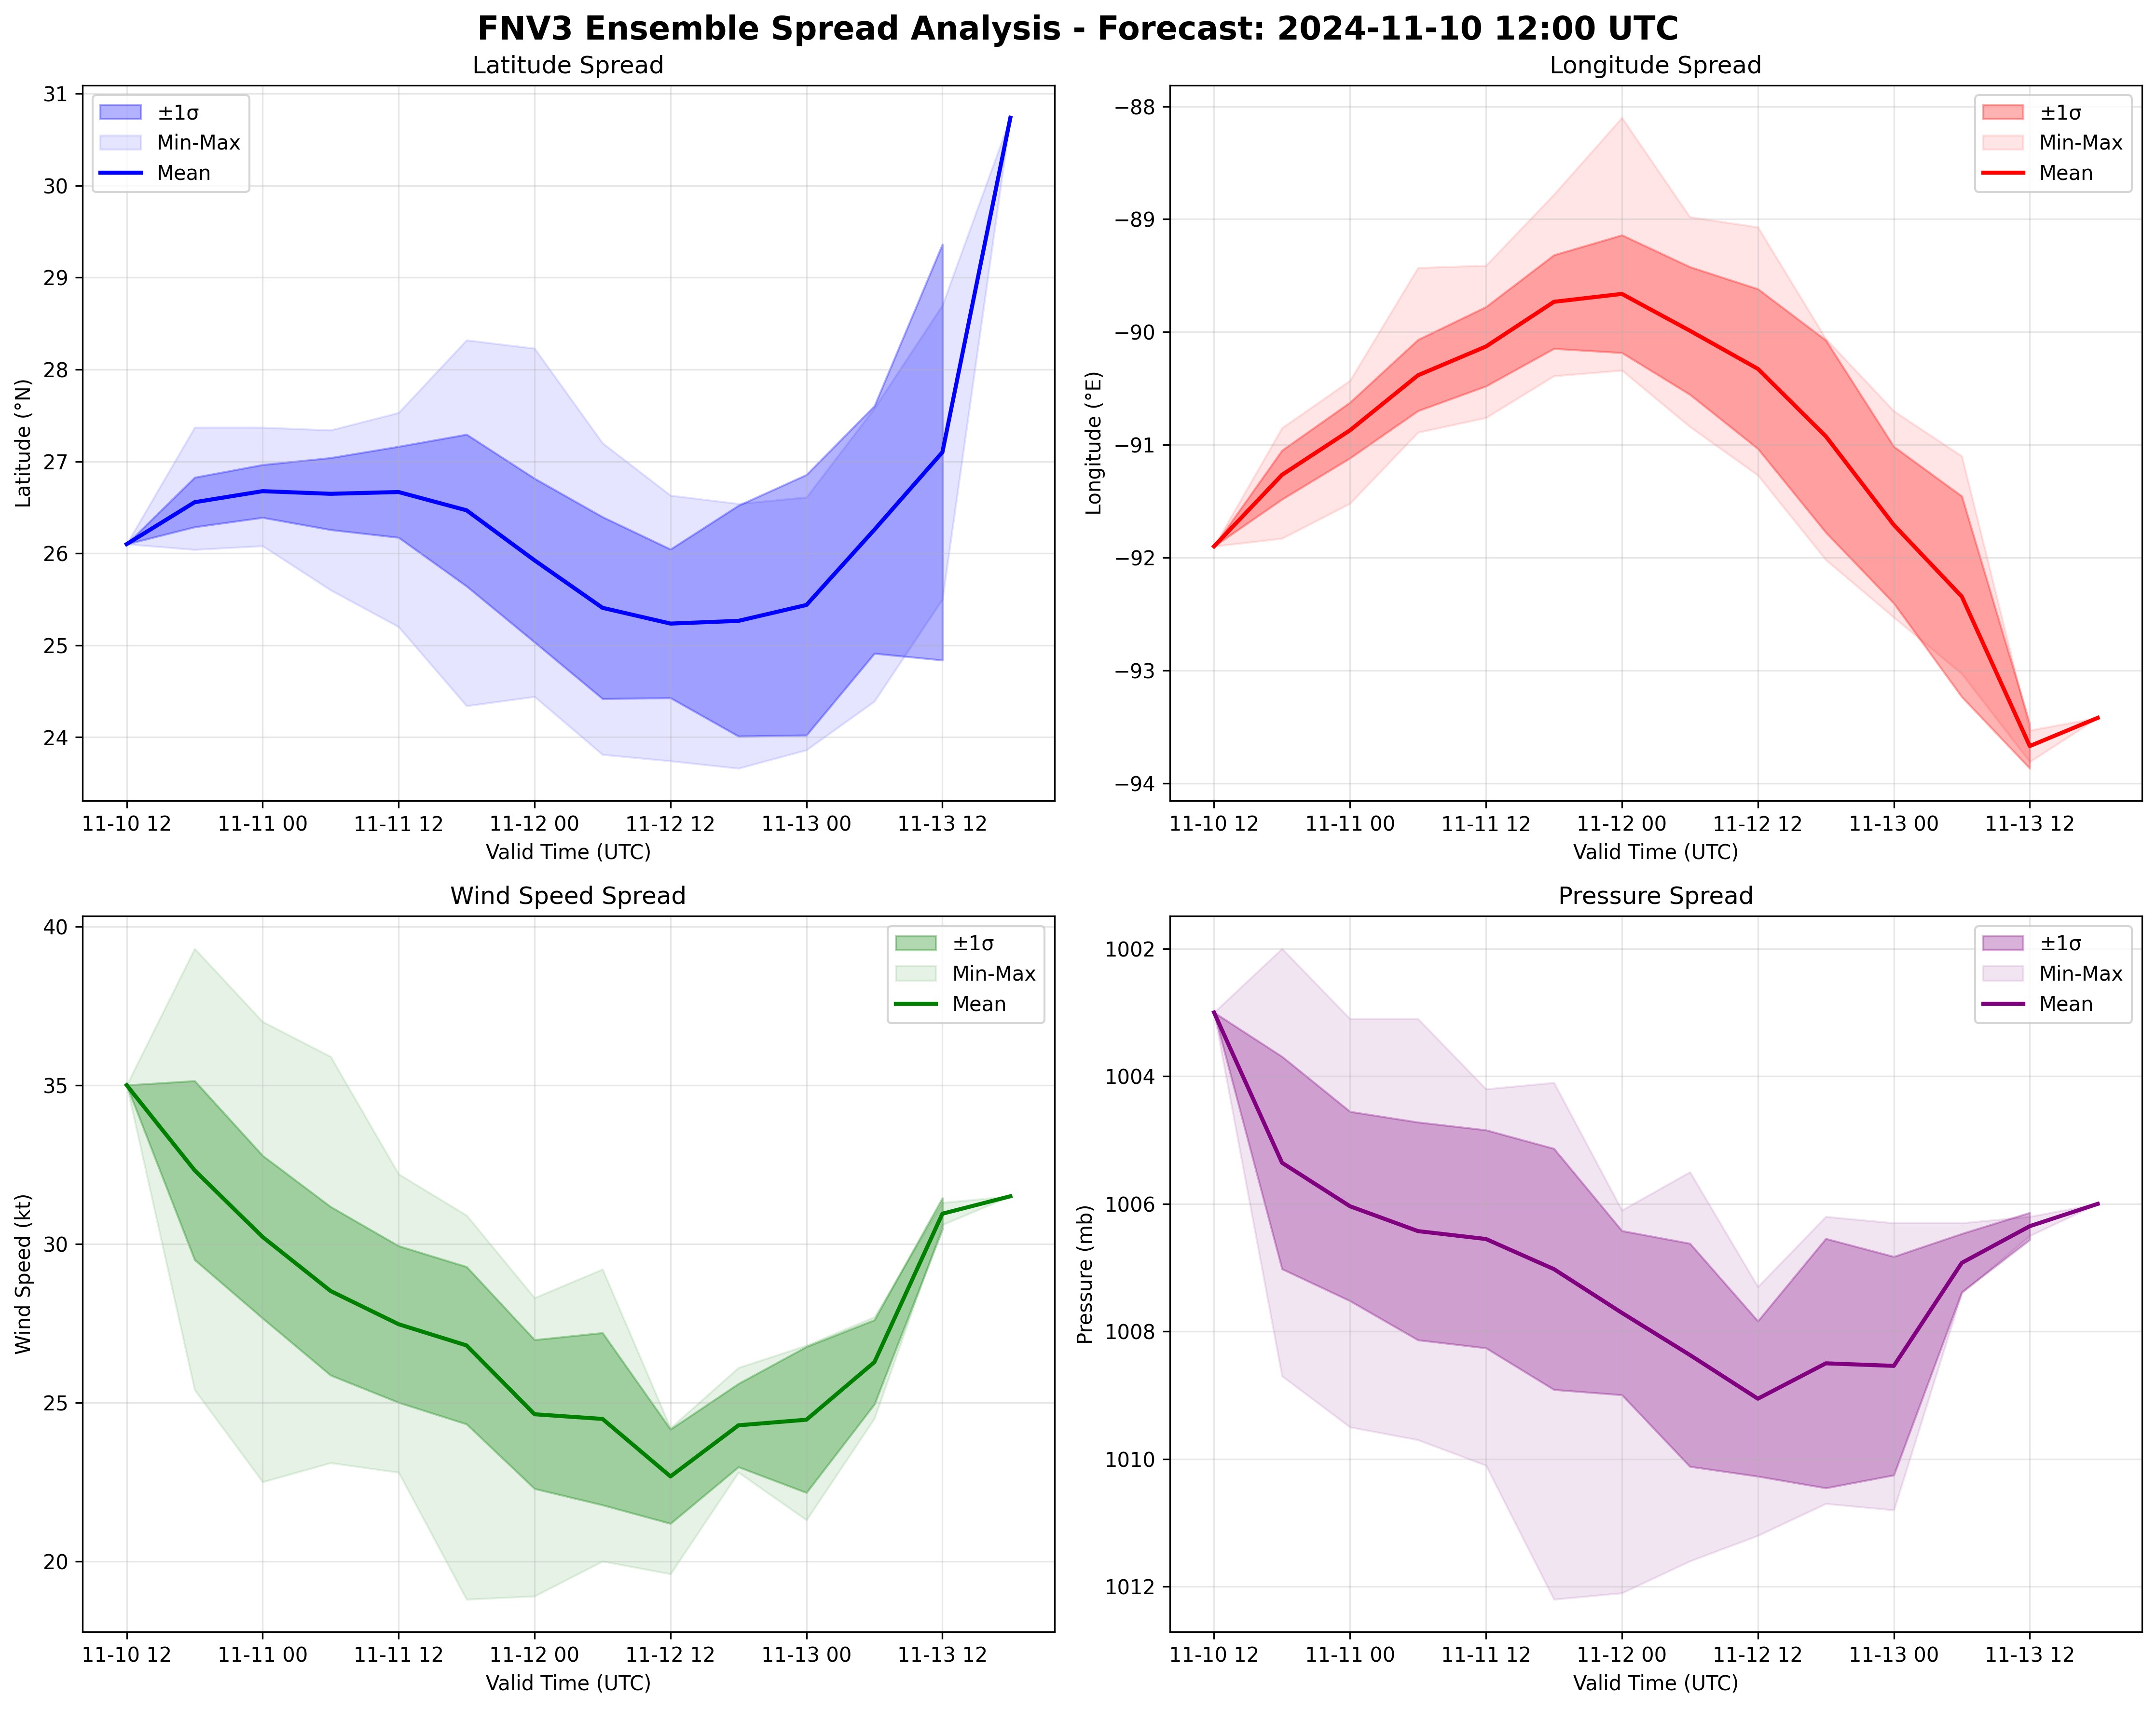 FNV3 Ensemble Spread Analysis - Forecast: 2024-11-10 12:00 UTC
Latitude Spread
31
30
29
28
27
26
25
24
Latitude (°N)
±1σ
Min-Max
Mean
11-10 12
11-11 00
11-11 12
11-12 00
11-12 12
11-13 00
11-13 12
Valid Time (UTC)
Longitude Spread
−88
−89
−90
−91
−92
−93
−94
Longitude (°E)
±1σ
Min-Max
Mean
11-10 12
11-11 00
11-11 12
11-12 00
11-12 12
11-13 00
11-13 12
Valid Time (UTC)
Wind Speed Spread
40
35
30
25
20
Wind Speed (kt)
±1σ
Min-Max
Mean
11-10 12
11-11 00
11-11 12
11-12 00
11-12 12
11-13 00
11-13 12
Valid Time (UTC)
Pressure Spread
1002
1004
1006
1008
1010
1012
Pressure (mb)
±1σ
Min-Max
Mean
11-10 12
11-11 00
11-11 12
11-12 00
11-12 12
11-13 00
11-13 12
Valid Time (UTC)